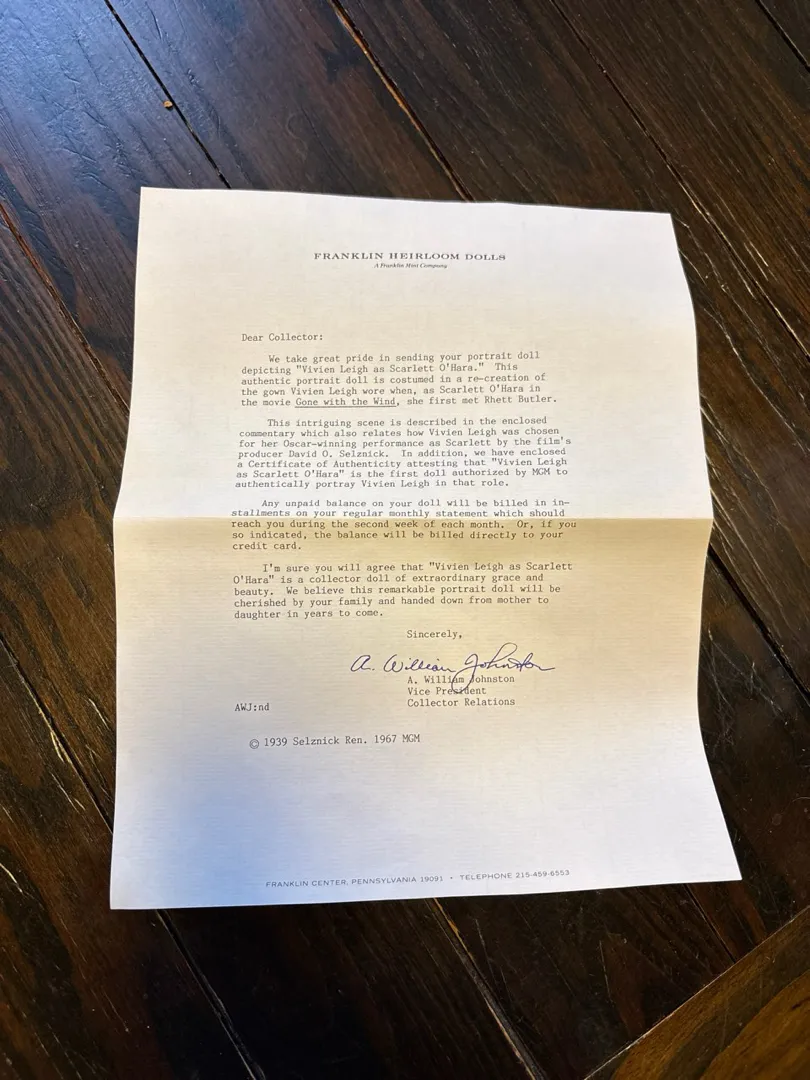 FRANKLIN HEIRLOOM DOLLS
A Franklin Mint Company
Dear Collector:
We take great pride in sending your portrait doll
depicting "Vivien Leigh as Scarlett O'Hara." This
authentic portrait doll is costumed in a re-creation of
the gown Vivien Leigh wore when, as Scarlett O'Hara in
the movie Gone with the Wind, she first met Rhett Butler.
This intriguing scene is described in the enclosed
commentary which also relates how Vivien Leigh was chosen
for her Oscar-winning performance as Scarlett by the film's
producer David O. Selznick. In addition, we have enclosed
a Certificate of Authenticity attesting that "Vivien Leigh
as Scarlett O'Hara" is the first doll authorized by MGM to
authentically portray Vivien Leigh in that role.
Any unpaid balance on your doll will be billed in in-
stallments on your regular monthly statement which should
reach you during the second week of each month. Or, if you
so indicated, the balance will be billed directly to your
credit card.
I'm sure you will agree that "Vivien Leigh as Scarlett
O'Hara" is a collector doll of extraordinary grace and
beauty. We believe this remarkable portrait doll will be
cherished by your family and handed down from mother to
daughter in years to come.
Sincerely,
A. William Johnston
A. William Johnston
Vice President
Collector Relations
AWJ:nd
© 1939 Selznick Ren. 1967 MGM
FRANKLIN CENTER, PENNSYLVANIA 19091 • TELEPHONE 215-459-6553